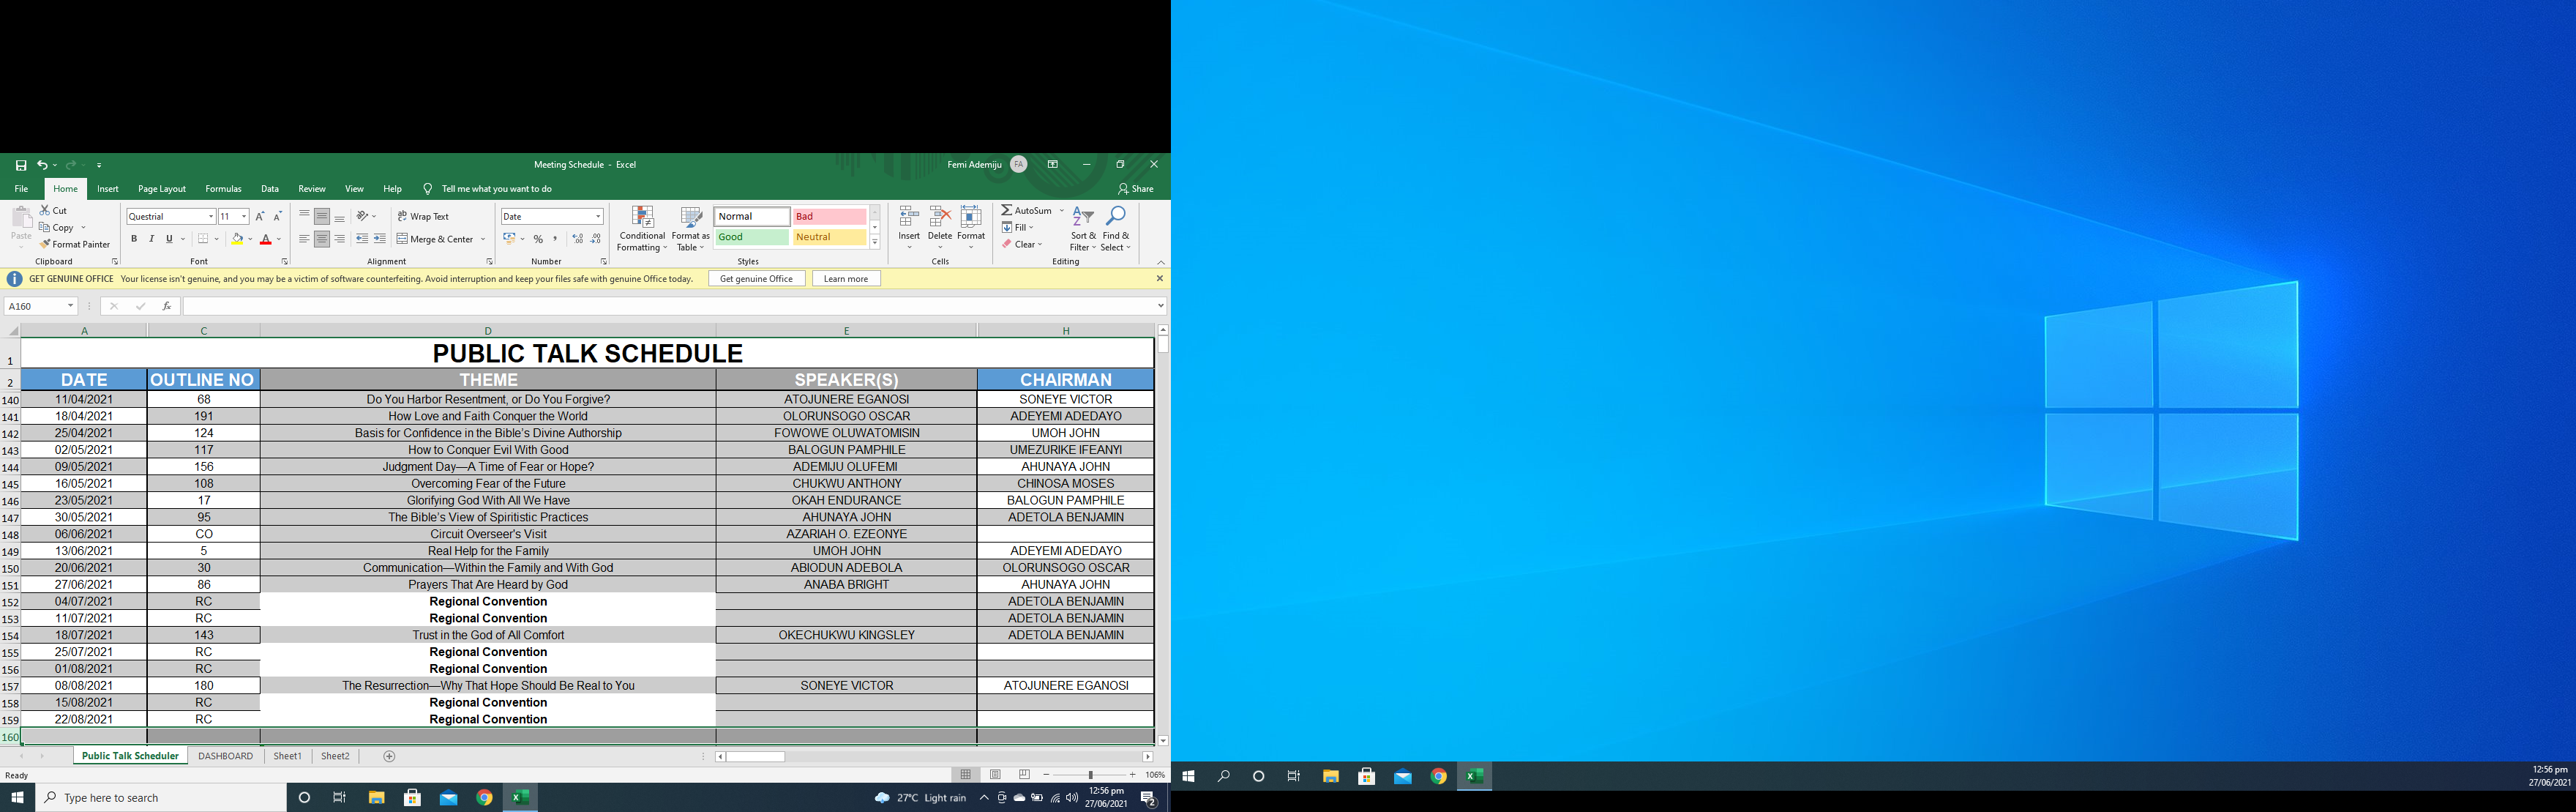 Meeting Schedule - Excel
Femi Ademiju FA
File Home Insert Page Layout Formulas Data Review View Help Tell me what you want to do Share
Paste Cut Copy Format Painter Clipboard
Questrial 11 B I U A A A Font
Wrap Text Merge & Center Alignment
Date % , Number
Conditional Formatting Format as Table Normal Bad Good Neutral Styles
Insert Delete Format Cells
AutoSum Fill Clear Sort & Filter Find & Select Editing
GET GENUINE OFFICE Your license isn't genuine, and you may be a victim of software counterfeiting. Avoid interruption and keep your files safe with genuine Office today. Get genuine Office Learn more
A160 fx
A C D E H
1 PUBLIC TALK SCHEDULE
2 DATE OUTLINE NO THEME SPEAKER(S) CHAIRMAN
140 11/04/2021 68 Do You Harbor Resentment, or Do You Forgive? ATOJUNERE EGANOSI SONEYE VICTOR
141 18/04/2021 191 How Love and Faith Conquer the World OLORUNSOGO OSCAR ADEYEMI ADEDAYO
142 25/04/2021 124 Basis for Confidence in the Bible's Divine Authorship FOWOWE OLUWATOMISIN UMOH JOHN
143 02/05/2021 117 How to Conquer Evil With Good BALOGUN PAMPHILE UMEZURIKE IFEANYI
144 09/05/2021 156 Judgment Day—A Time of Fear or Hope? ADEMIJU OLUFEMI AHUNAYA JOHN
145 16/05/2021 108 Overcoming Fear of the Future CHUKWU ANTHONY CHINOSA MOSES
146 23/05/2021 17 Glorifying God With All We Have OKAH ENDURANCE BALOGUN PAMPHILE
147 30/05/2021 95 The Bible's View of Spiritistic Practices AHUNAYA JOHN ADETOLA BENJAMIN
148 06/06/2021 CO Circuit Overseer's Visit AZARIAH O. EZEONYE
149 13/06/2021 5 Real Help for the Family UMOH JOHN ADEYEMI ADEDAYO
150 20/06/2021 30 Communication—Within the Family and With God ABIODUN ADEBOLA OLORUNSOGO OSCAR
151 27/06/2021 86 Prayers That Are Heard by God ANABA BRIGHT AHUNAYA JOHN
152 04/07/2021 RC Regional Convention ADETOLA BENJAMIN
153 11/07/2021 RC Regional Convention ADETOLA BENJAMIN
154 18/07/2021 143 Trust in the God of All Comfort OKECHUKWU KINGSLEY ADETOLA BENJAMIN
155 25/07/2021 RC Regional Convention
156 01/08/2021 RC Regional Convention
157 08/08/2021 180 The Resurrection—Why That Hope Should Be Real to You SONEYE VICTOR ATOJUNERE EGANOSI
158 15/08/2021 RC Regional Convention
159 22/08/2021 RC Regional Convention
160
Public Talk Scheduler DASHBOARD Sheet1 Sheet2
Ready 106%
Type here to search 27°C Light rain 12:56 pm 27/06/2021 2
12:56 pm
27/06/2021